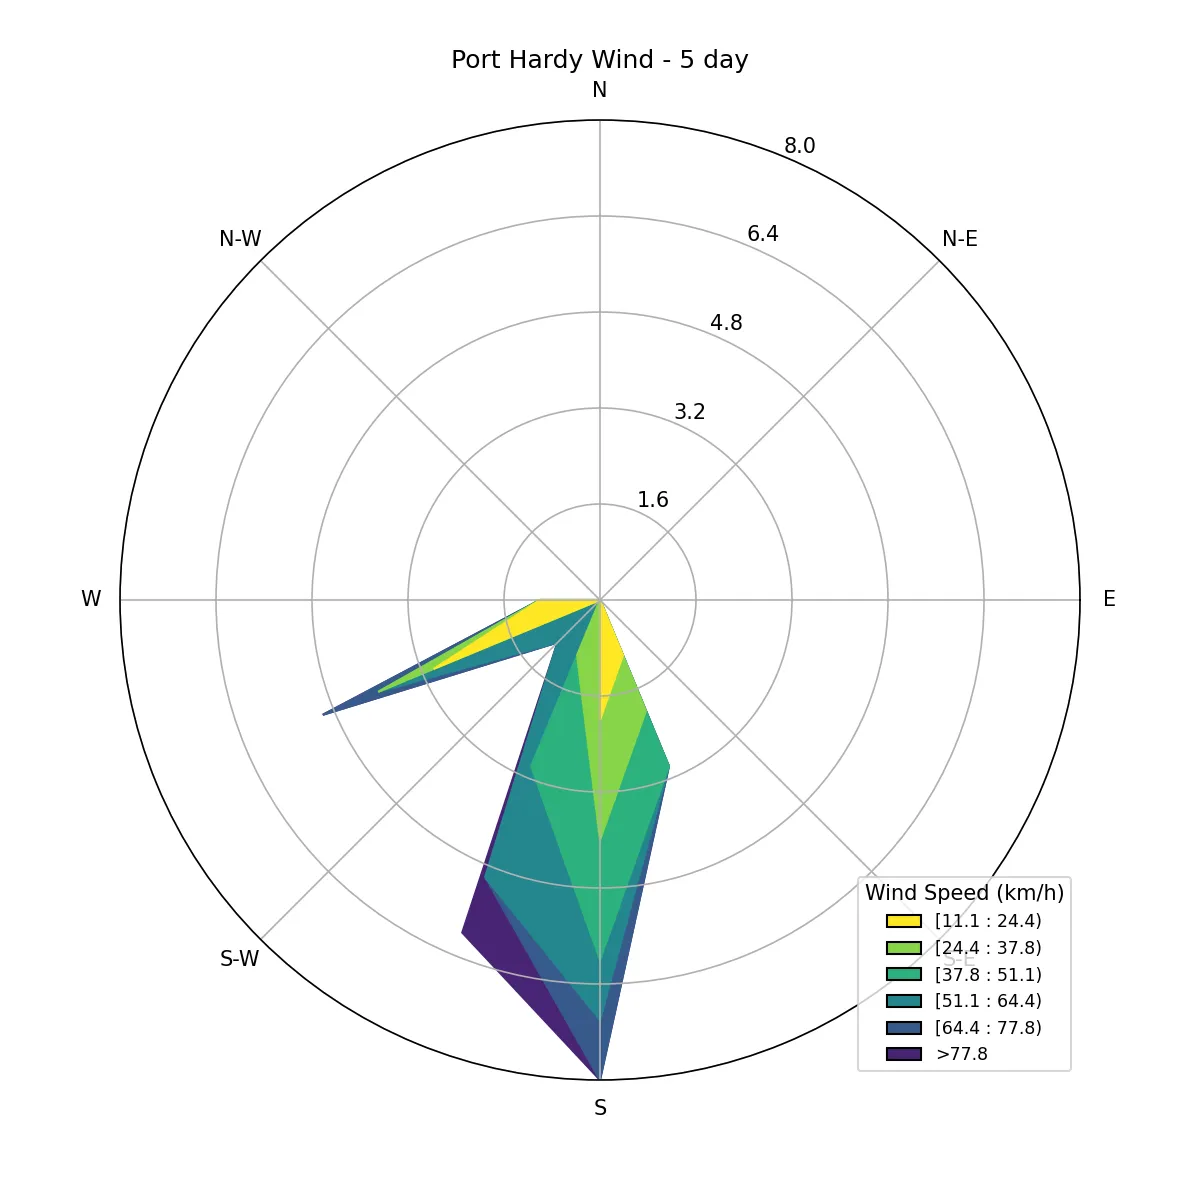 Port Hardy Wind - 5 day
N
8.0
N-W
6.4
N-E
4.8
3.2
1.6
W
E
Wind Speed (km/h)
[11.1 : 24.4)
[24.4 : 37.8)
S-W
S-E
[37.8 : 51.1)
[51.1 : 64.4)
[64.4 : 77.8)
>77.8
S